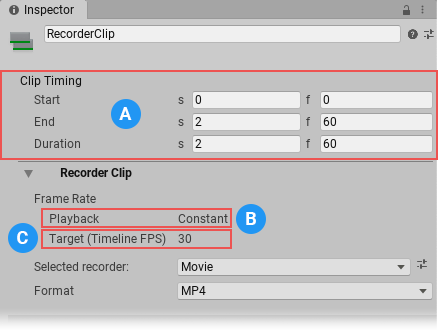 Inspector
RecorderClip
Clip Timing
Start s 0 f 0
End s 2 f 60
A
Duration s 2 f 60
Recorder Clip
Frame Rate
Playback Constant B
C Target (Timeline FPS) 30
Selected recorder: Movie
Format MP4